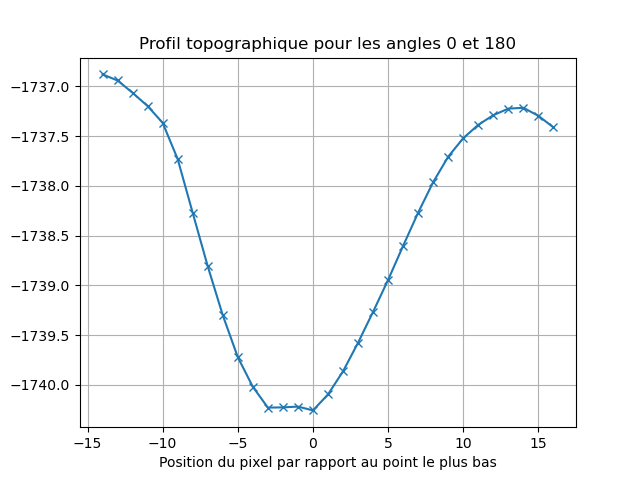 Profil topographique pour les angles 0 et 180
−1737.0
−1737.5
−1738.0
−1738.5
−1739.0
−1739.5
−1740.0
−15 −10 −5 0 5 10 15
Position du pixel par rapport au point le plus bas